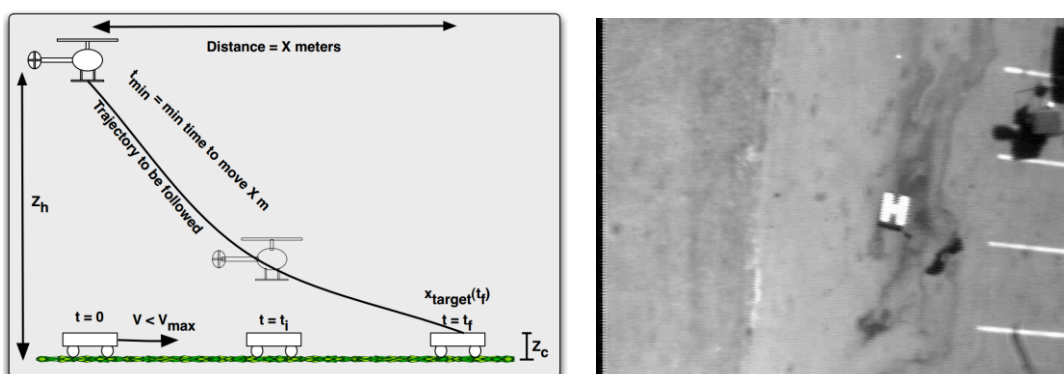 Distance = X meters
t_min = min time to move X m
Trajectory to be followed
Z_h
x_target(t_f)
t = 0
V < V_max
t = t_i
t = t_f
Z_c
H